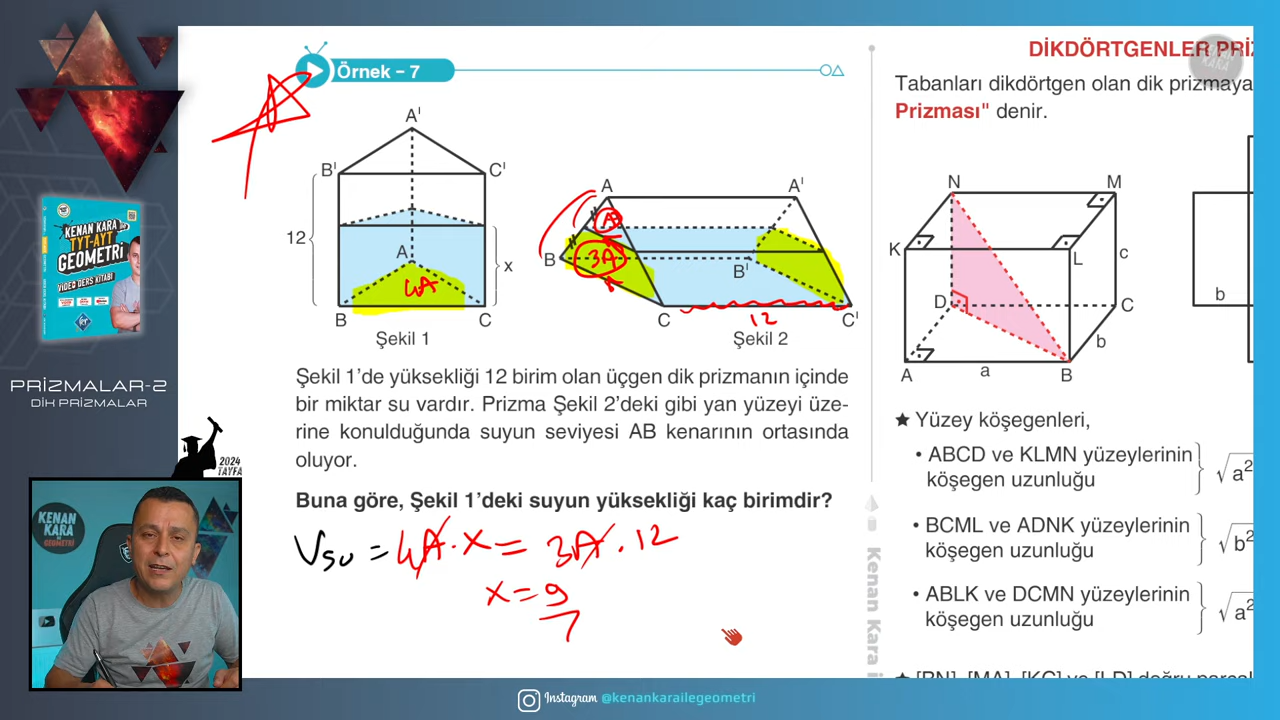 KENAN KARA
TYT-AYT
GEOMETRİ
VİDEO DERS KİTABI
PRİZMALAR-2
DİK PRİZMALAR
2024
TAYFA
KENAN
KARA
GEOMETRİ
Örnek – 7
A'
B'
C'
12
A
x
4A
B
C
Şekil 1
A
A'
A
B
3A
B'
C
12
C'
Şekil 2
Şekil 1’de yüksekliği 12 birim olan üçgen dik prizmanın içinde
bir miktar su vardır. Prizma Şekil 2’deki gibi yan yüzeyi üze-
rine konulduğunda suyun seviyesi AB kenarının ortasında
oluyor.
Buna göre, Şekil 1’deki suyun yüksekliği kaç birimdir?
VSU = 4A.x = 3A.12
x = 9
DİKDÖRTGENLER PRİZ
KENAN
KARA
Tabanları dikdörtgen olan dik prizmaya
Prizması" denir.
N
M
K
L
c
D
C
b
A
a
B
b
★ Yüzey köşegenleri,
• ABCD ve KLMN yüzeylerinin
köşegen uzunluğu
√a²
• BCML ve ADNK yüzeylerinin
köşegen uzunluğu
√b²
• ABLK ve DCMN yüzeylerinin
köşegen uzunluğu
√a²
Kenan Kara i
Instagram @kenankarailegeometri